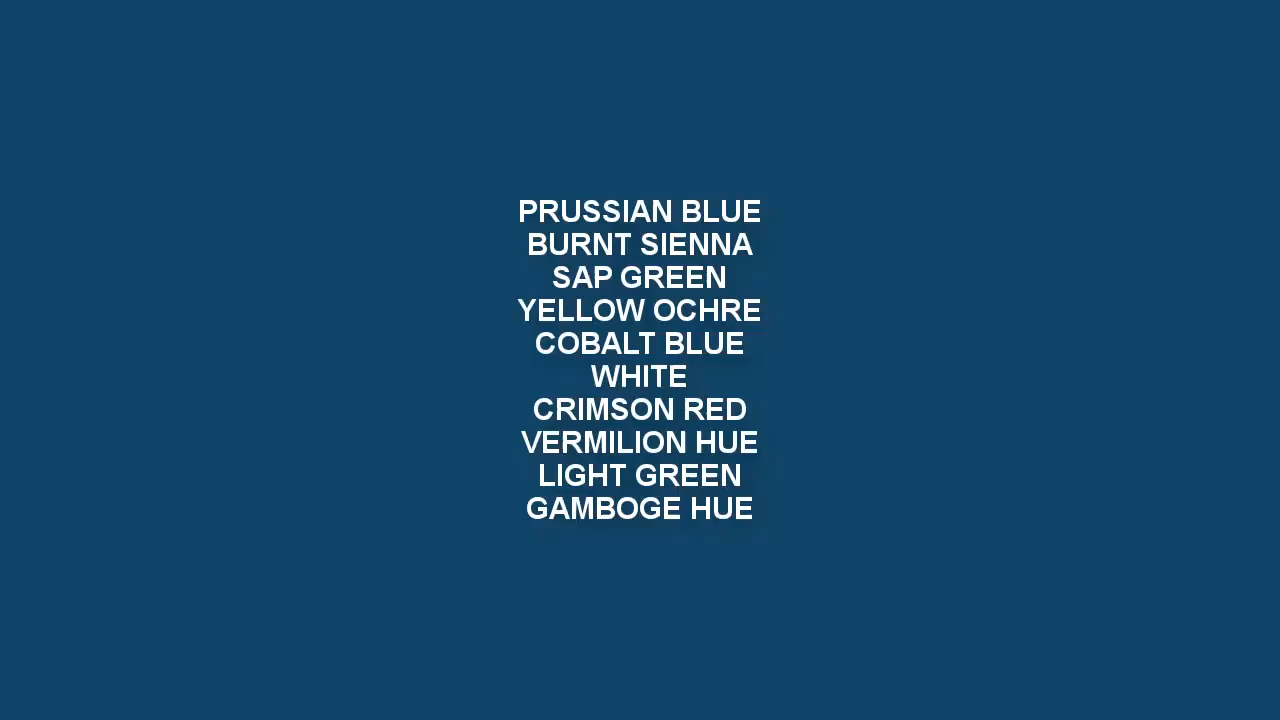 PRUSSIAN BLUE
BURNT SIENNA
SAP GREEN
YELLOW OCHRE
COBALT BLUE
WHITE
CRIMSON RED
VERMILION HUE
LIGHT GREEN
GAMBOGE HUE